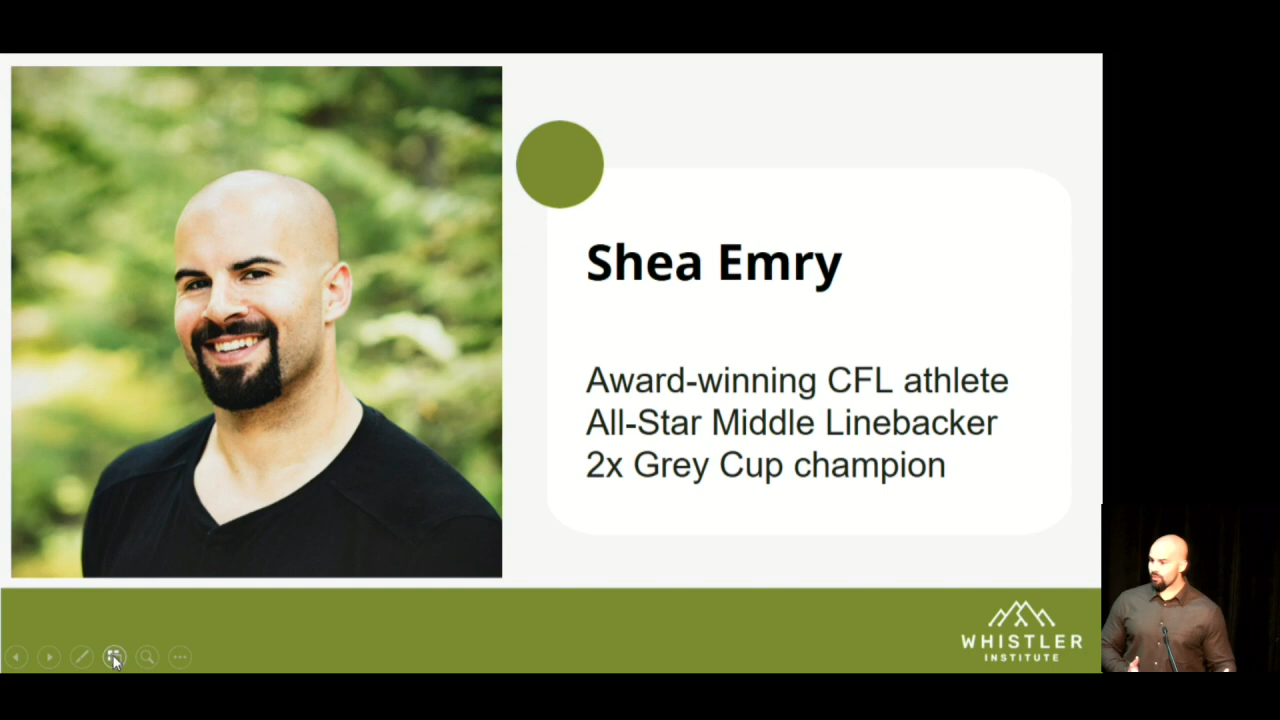 Shea Emry
Award-winning CFL athlete
All-Star Middle Linebacker
2x Grey Cup champion
WHISTLER
INSTITUTE